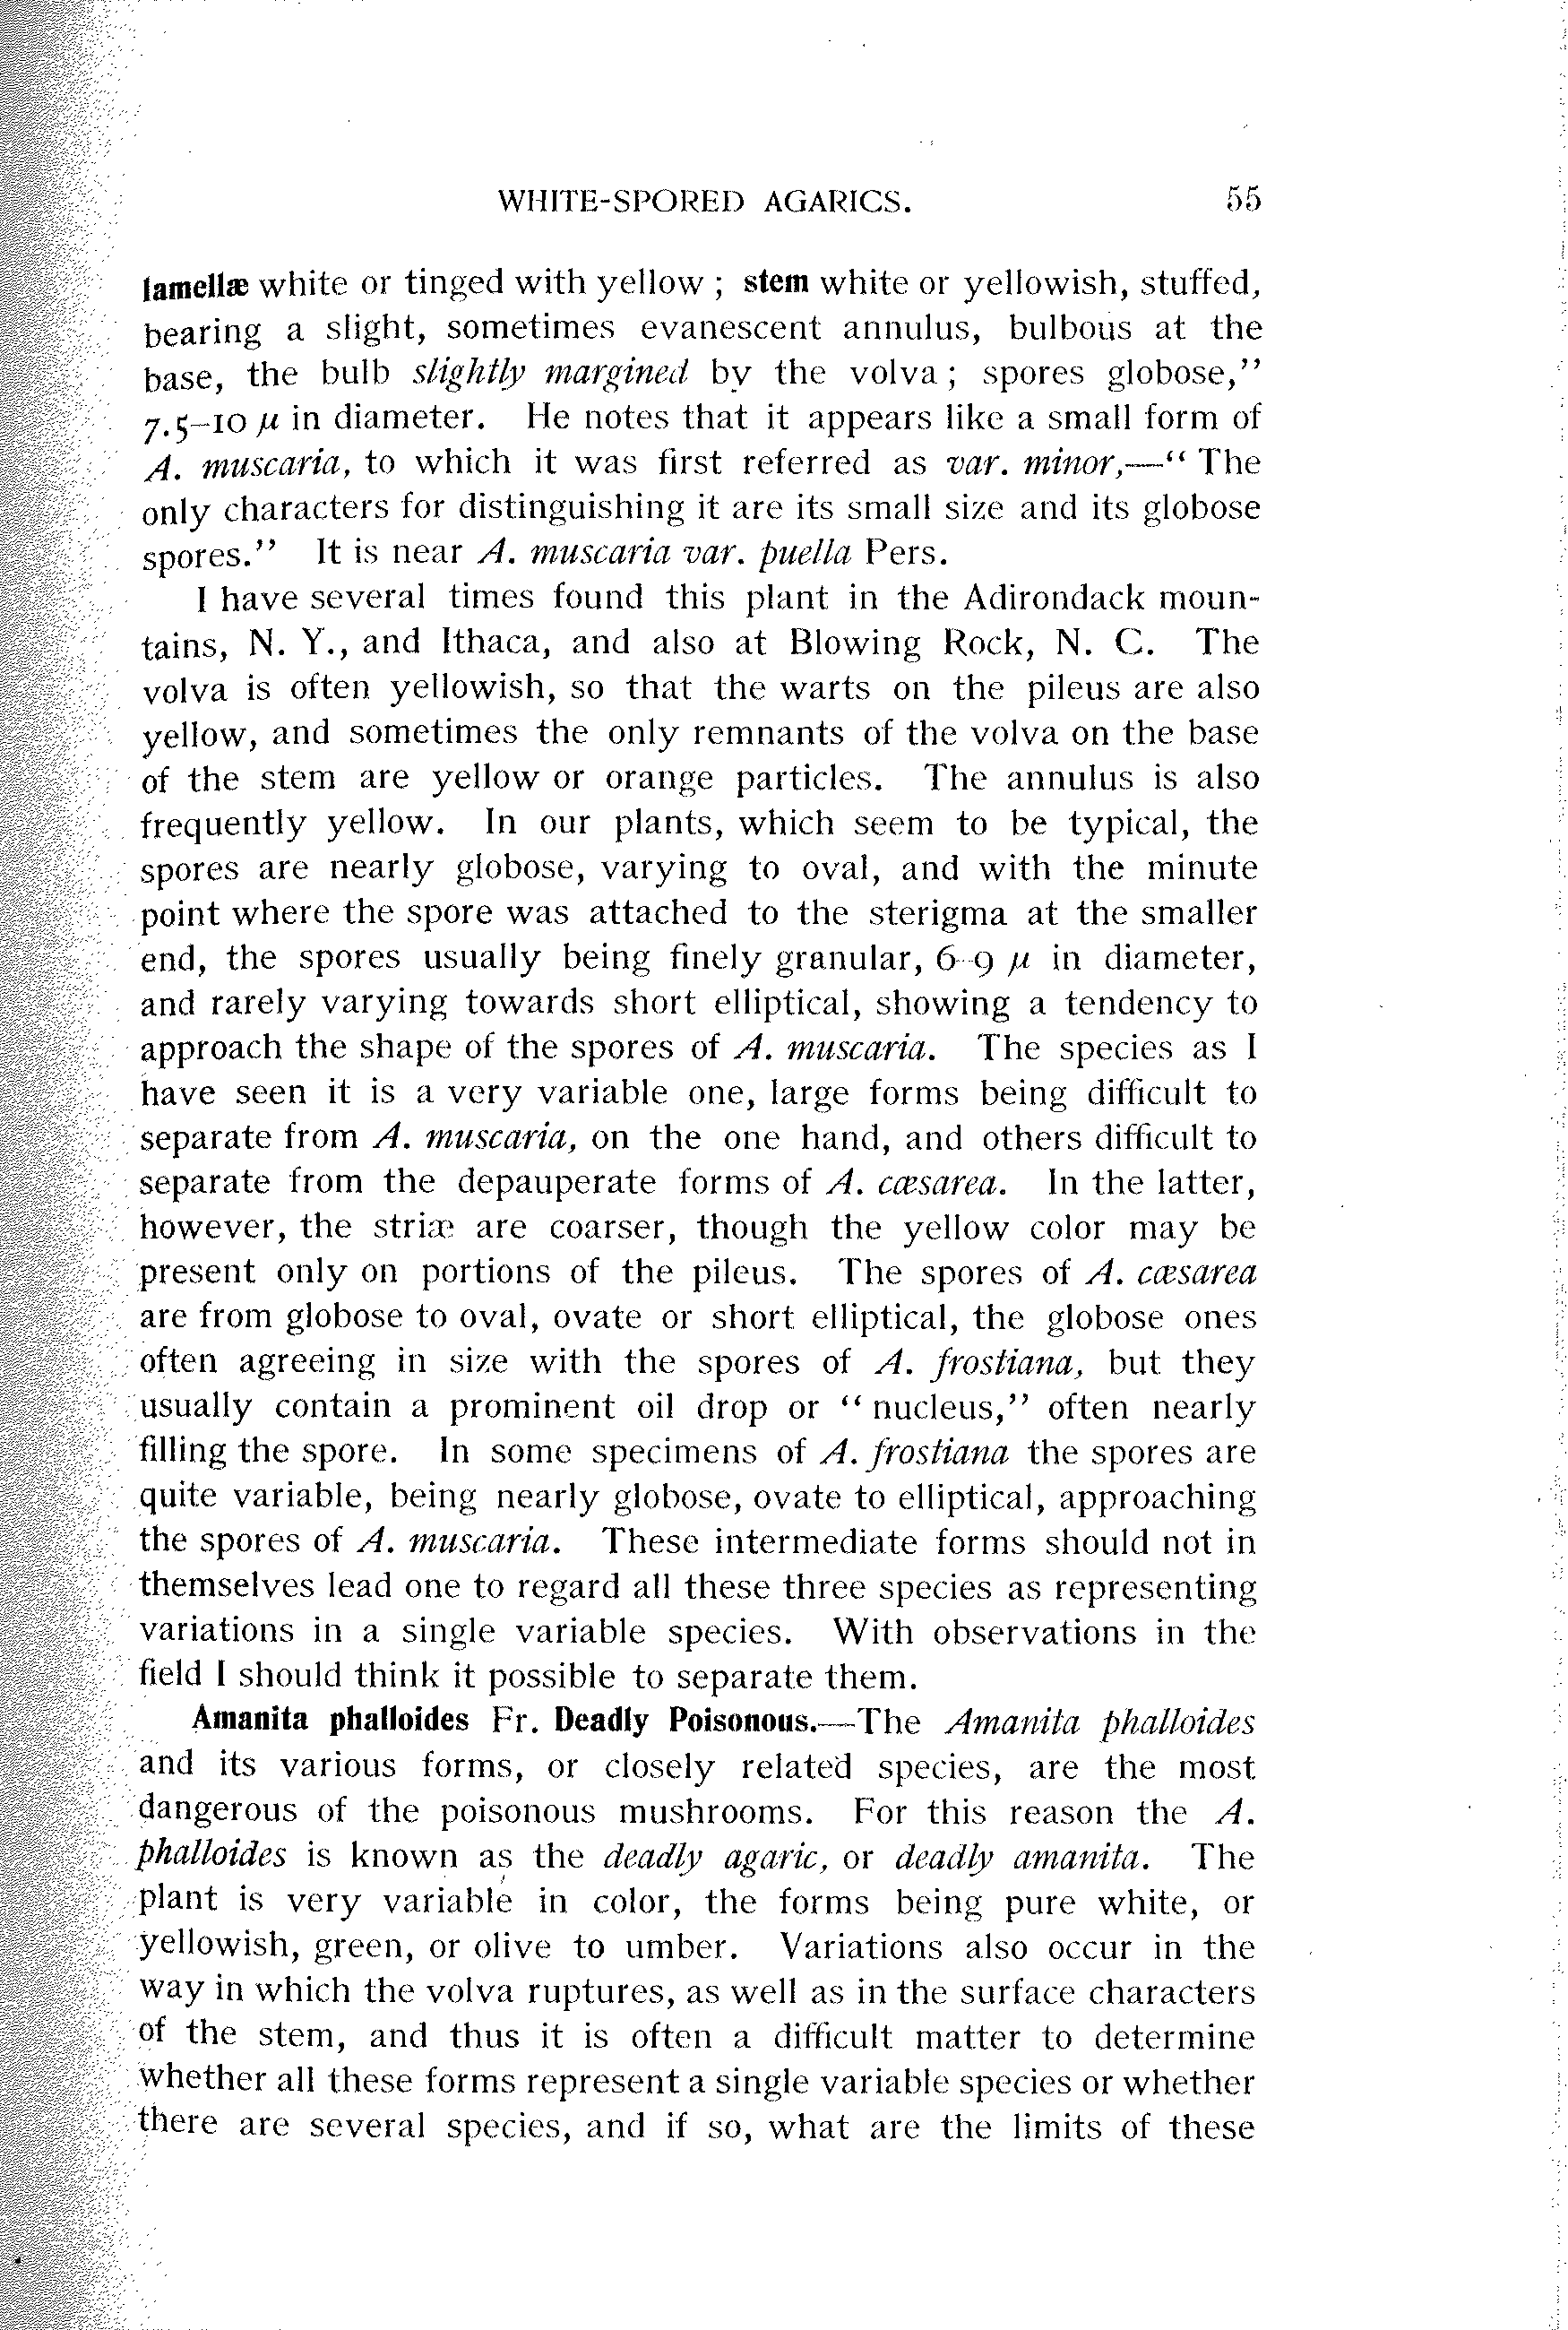 WHITE-SPORED AGARICS. 55
lamellæ white or tinged with yellow ; stem white or yellowish, stuffed,
bearing a slight, sometimes evanescent annulus, bulbous at the
base, the bulb slightly margined by the volva ; spores globose,”
7.5–10 µ in diameter. He notes that it appears like a small form of
A. muscaria, to which it was first referred as var. minor,—“ The
only characters for distinguishing it are its small size and its globose
spores.” It is near A. muscaria var. puella Pers.
I have several times found this plant in the Adirondack moun-
tains, N. Y., and Ithaca, and also at Blowing Rock, N. C. The
volva is often yellowish, so that the warts on the pileus are also
yellow, and sometimes the only remnants of the volva on the base
of the stem are yellow or orange particles. The annulus is also
frequently yellow. In our plants, which seem to be typical, the
spores are nearly globose, varying to oval, and with the minute
point where the spore was attached to the sterigma at the smaller
end, the spores usually being finely granular, 6–9 µ in diameter,
and rarely varying towards short elliptical, showing a tendency to
approach the shape of the spores of A. muscaria. The species as I
have seen it is a very variable one, large forms being difficult to
separate from A. muscaria, on the one hand, and others difficult to
separate from the depauperate forms of A. cæsarea. In the latter,
however, the striæ are coarser, though the yellow color may be
present only on portions of the pileus. The spores of A. cæsarea
are from globose to oval, ovate or short elliptical, the globose ones
often agreeing in size with the spores of A. frostiana, but they
usually contain a prominent oil drop or “ nucleus,” often nearly
filling the spore. In some specimens of A. frostiana the spores are
quite variable, being nearly globose, ovate to elliptical, approaching
the spores of A. muscaria. These intermediate forms should not in
themselves lead one to regard all these three species as representing
variations in a single variable species. With observations in the
field I should think it possible to separate them.
Amanita phalloides Fr. Deadly Poisonous.—The Amanita phalloides
and its various forms, or closely related species, are the most
dangerous of the poisonous mushrooms. For this reason the A.
phalloides is known as the deadly agaric, or deadly amanita. The
plant is very variable in color, the forms being pure white, or
yellowish, green, or olive to umber. Variations also occur in the
way in which the volva ruptures, as well as in the surface characters
of the stem, and thus it is often a difficult matter to determine
whether all these forms represent a single variable species or whether
there are several species, and if so, what are the limits of these